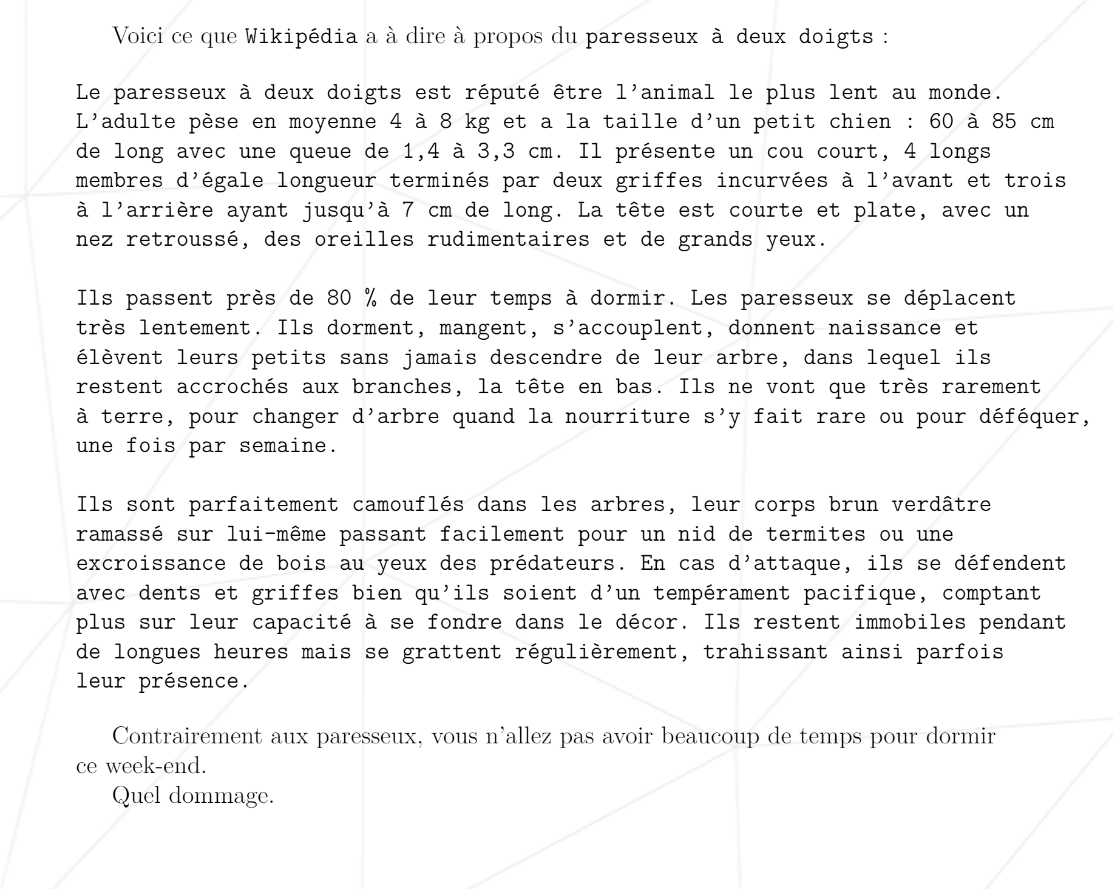 Voici ce que Wikipédia a à dire à propos du paresseux à deux doigts :
Le paresseux à deux doigts est réputé être l'animal le plus lent au monde.
L'adulte pèse en moyenne 4 à 8 kg et a la taille d'un petit chien : 60 à 85 cm
de long avec une queue de 1,4 à 3,3 cm. Il présente un cou court, 4 longs
membres d'égale longueur terminés par deux griffes incurvées à l'avant et trois
à l'arrière ayant jusqu'à 7 cm de long. La tête est courte et plate, avec un
nez retroussé, des oreilles rudimentaires et de grands yeux.
Ils passent près de 80 % de leur temps à dormir. Les paresseux se déplacent
très lentement. Ils dorment, mangent, s'accouplent, donnent naissance et
élèvent leurs petits sans jamais descendre de leur arbre, dans lequel ils
restent accrochés aux branches, la tête en bas. Ils ne vont que très rarement
à terre, pour changer d'arbre quand la nourriture s'y fait rare ou pour déféquer,
une fois par semaine.
Ils sont parfaitement camouflés dans les arbres, leur corps brun verdâtre
ramassé sur lui-même passant facilement pour un nid de termites ou une
excroissance de bois au yeux des prédateurs. En cas d'attaque, ils se défendent
avec dents et griffes bien qu'ils soient d'un tempérament pacifique, comptant
plus sur leur capacité à se fondre dans le décor. Ils restent immobiles pendant
de longues heures mais se grattent régulièrement, trahissant ainsi parfois
leur présence.
Contrairement aux paresseux, vous n'allez pas avoir beaucoup de temps pour dormir
ce week-end.
Quel dommage.